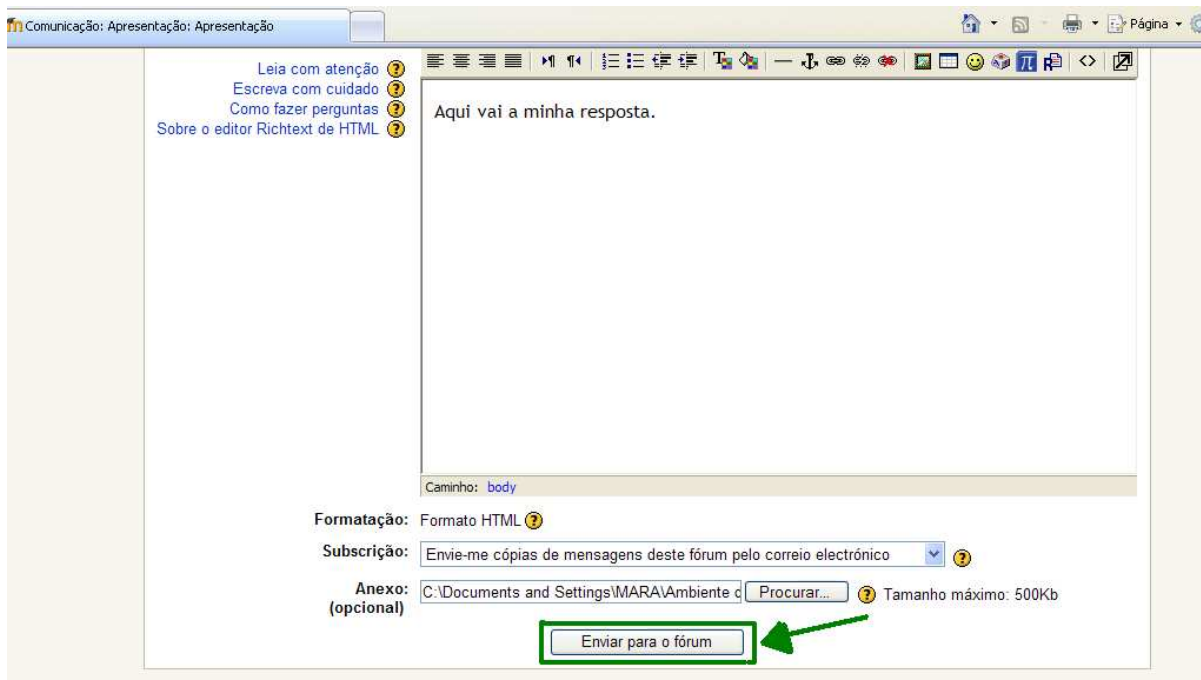 Comunicação: Apresentação: Apresentação
Página
Leia com atenção
Escreva com cuidado
Como fazer perguntas
Sobre o editor Richtext de HTML
Aqui vai a minha resposta.
Caminho: body
Formatação: Formato HTML
Subscrição: Envie-me cópias de mensagens deste fórum pelo correio electrónico
Anexo: (opcional) C:\Documents and Settings\MARA\Ambiente d Procurar... Tamanho máximo: 500Kb
Enviar para o fórum